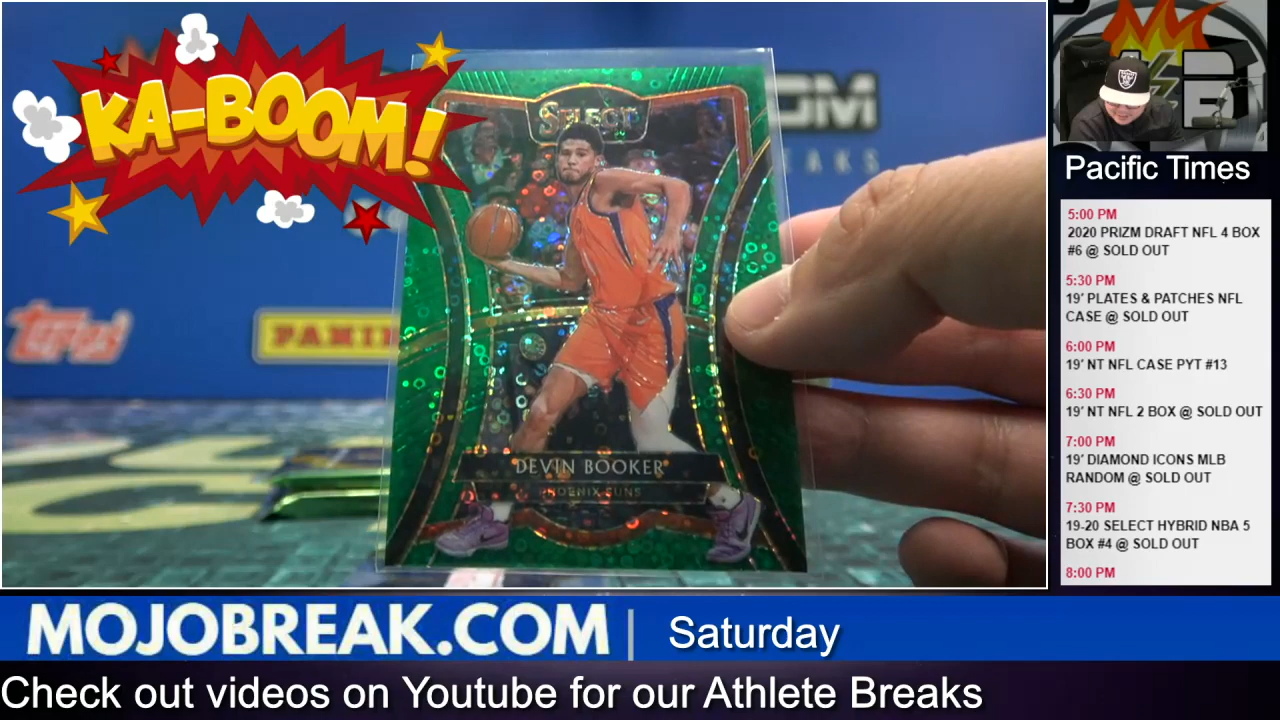 KA-BOOM!
SELECT
OM
EAKS
Topps
PANINI
DEVIN BOOKER
PHOENIX SUNS
Pacific Times
5:00 PM
2020 PRIZM DRAFT NFL 4 BOX
#6 @ SOLD OUT
5:30 PM
19' PLATES & PATCHES NFL
CASE @ SOLD OUT
6:00 PM
19' NT NFL CASE PYT #13
6:30 PM
19' NT NFL 2 BOX @ SOLD OUT
7:00 PM
19' DIAMOND ICONS MLB
RANDOM @ SOLD OUT
7:30 PM
19-20 SELECT HYBRID NBA 5
BOX #4 @ SOLD OUT
8:00 PM
MOJOBREAK.COM | Saturday
Check out videos on Youtube for our Athlete Breaks